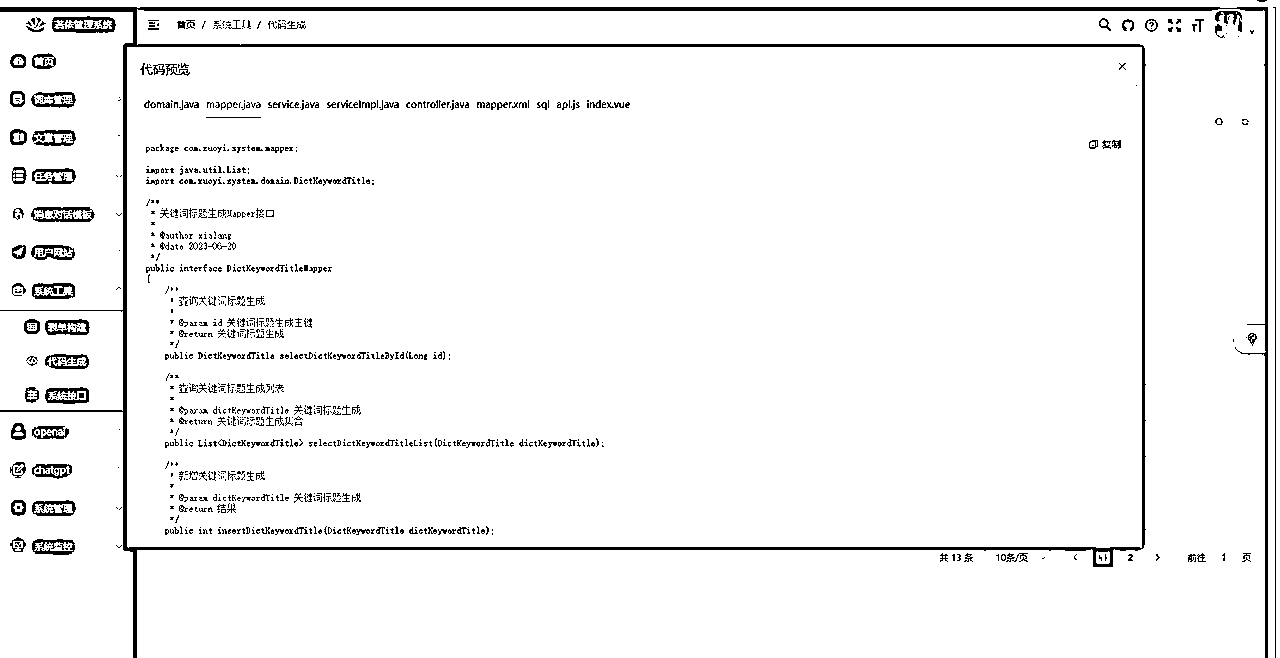 若依管理系统
首页 / 系统工具 / 代码生成
首页
文章管理
任务管理
消息对话模板
用户网站
系统工具
表单构建
代码生成
系统接口
openai
chatgpt
系统管理
系统监控
代码预览
domain.java mapper.java service.java serviceImpl.java controller.java mapper.xml sql api.js index.vue
复制
package com.ruoyi.system.mapper;
import java.util.List;
import com.ruoyi.system.domain.DictKeywordTitle;
/**
* 关键词标题生成Mapper接口
*
* @author xialang
* @date 2023-06-20
*/
public interface DictKeywordTitleMapper
{
/**
* 查询关键词标题生成
*
* @param id 关键词标题生成主键
* @return 关键词标题生成
*/
public DictKeywordTitle selectDictKeywordTitleById(Long id);
/**
* 查询关键词标题生成列表
*
* @param dictKeywordTitle 关键词标题生成
* @return 关键词标题生成集合
*/
public List<DictKeywordTitle> selectDictKeywordTitleList(DictKeywordTitle dictKeywordTitle);
/**
* 新增关键词标题生成
*
* @param dictKeywordTitle 关键词标题生成
* @return 结果
*/
public int insertDictKeywordTitle(DictKeywordTitle dictKeywordTitle);
共 13 条 10条/页 2 前往 1 页